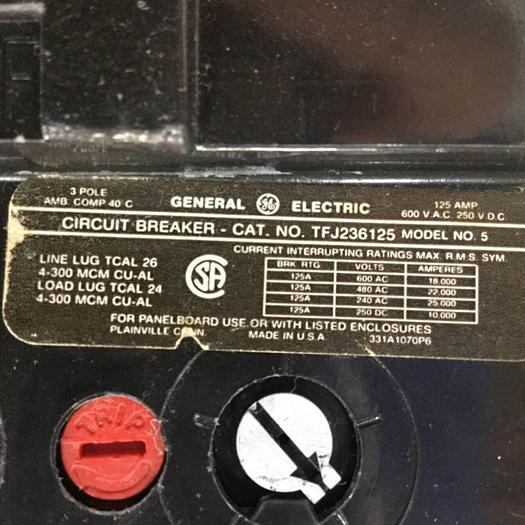 3 POLE
AMB. COMP 40 C
GENERAL GE ELECTRIC
125 AMP
600 V A.C. 250 V D C
CIRCUIT BREAKER - CAT. NO. TFJ236125 MODEL NO. 5
CURRENT INTERRUPTING RATINGS MAX. R.M.S. SYM.
LINE LUG TCAL 26
4-300 MCM CU-AL
LOAD LUG TCAL 24
4-300 MCM CU-AL
SA
BRK RTG VOLTS AMPERES
125A 600 AC 18.000
125A 480 AC 22.000
125A 240 AC 25.000
125A 250 DC 10.000
FOR PANELBOARD USE OR WITH LISTED ENCLOSURES
PLAINVILLE CONN. MADE IN U.S.A 331A1070P6
TRIP